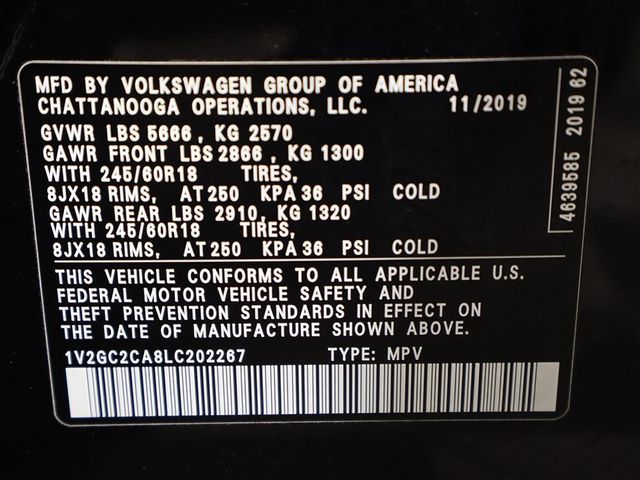 MFD BY VOLKSWAGEN GROUP OF AMERICA
CHATTANOOGA OPERATIONS, LLC. 11/2019
GVWR LBS 5666 , KG 2570
GAWR FRONT LBS 2866 , KG 1300
WITH 245/60R18 TIRES,
8JX18 RIMS, AT 250 KPA 36 PSI COLD
GAWR REAR LBS 2910, KG 1320
WITH 245/60R18 TIRES,
8JX18 RIMS, AT 250 KPA 36 PSI COLD
THIS VEHICLE CONFORMS TO ALL APPLICABLE U.S.
FEDERAL MOTOR VEHICLE SAFETY AND
THEFT PREVENTION STANDARDS IN EFFECT ON
THE DATE OF MANUFACTURE SHOWN ABOVE.
1V2GC2CA8LC202267 TYPE: MPV
4639585 2019 62